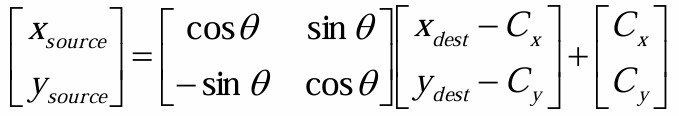 [x_source] = [cos θ sin θ] [x_dest − C_x] + [C_x]
[y_source] [− sin θ cos θ] [y_dest − C_y] [C_y]